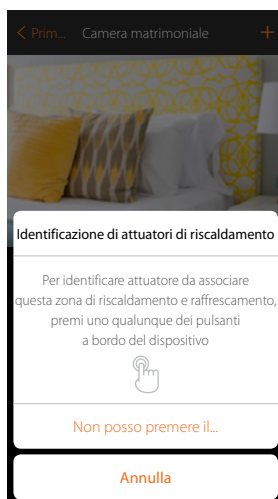 Prim... Camera matrimoniale +
Identificazione di attuatori di riscaldamento
Per identificare attuatore da associare
questa zona di riscaldamento e raffrescamento,
premi uno qualunque dei pulsanti
a bordo del dispositivo
Non posso premere il...
Annulla